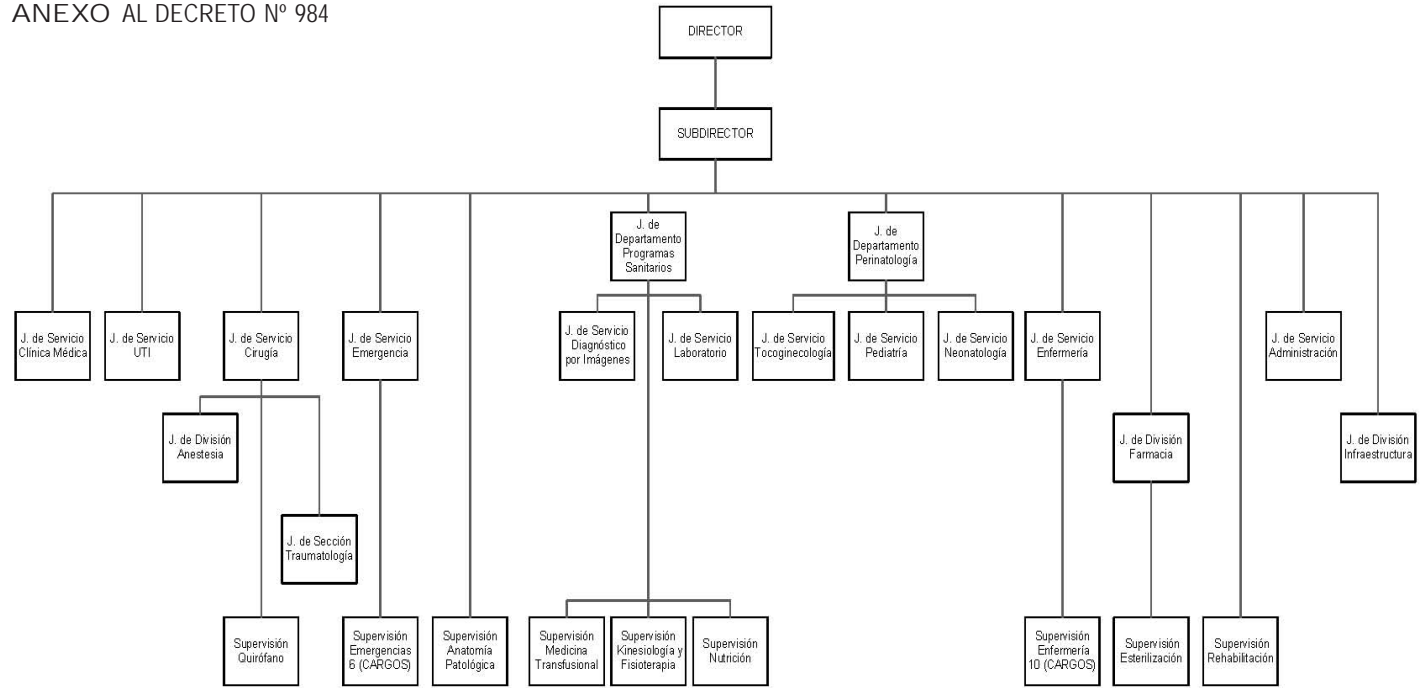 ANEXO AL DECRETO Nº 984
DIRECTOR
SUBDIRECTOR
J. de
Departamento
Programas
Sanitarios
J. de
Departamento
Perinatología
J. de Servicio
Clínica Médica
J. de Servicio
UTI
J. de Servicio
Cirugía
J. de Servicio
Emergencia
J. de Servicio
Diagnóstico
por Imágenes
J. de Servicio
Laboratorio
J. de Servicio
Tocoginecología
J. de Servicio
Pediatría
J. de Servicio
Neonatología
J. de Servicio
Enfermería
J. de Servicio
Administración
J. de División
Anestesia
J. de División
Farmacia
J. de División
Infraestructura
J. de Sección
Traumatología
Supervisión
Quirófano
Supervisión
Emergencias
6 (CARGOS)
Supervisión
Anatomía
Patológica
Supervisión
Medicina
Transfusional
Supervisión
Kinesiología y
Fisioterapia
Supervisión
Nutrición
Supervisión
Enfermería
10 (CARGOS)
Supervisión
Esterilización
Supervisión
Rehabilitación